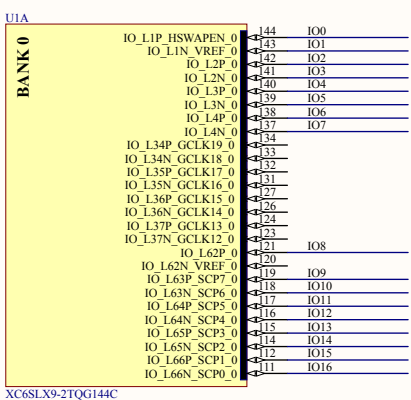 U1A
BANK 0
IO_L1P_HSWAPEN_0 144 IO0
IO_L1N_VREF_0 143 IO1
IO_L2P_0 142 IO2
IO_L2N_0 141 IO3
IO_L3P_0 140 IO4
IO_L3N_0 139 IO5
IO_L4P_0 138 IO6
IO_L4N_0 137 IO7
IO_L34P_GCLK19_0 134
IO_L34N_GCLK18_0 133
IO_L35P_GCLK17_0 132
IO_L35N_GCLK16_0 131
IO_L36P_GCLK15_0 127
IO_L36N_GCLK14_0 126
IO_L37P_GCLK13_0 124
IO_L37N_GCLK12_0 123
IO_L62P_0 121 IO8
IO_L62N_VREF_0 120
IO_L63P_SCP7_0 119 IO9
IO_L63N_SCP6_0 118 IO10
IO_L64P_SCP5_0 117 IO11
IO_L64N_SCP4_0 116 IO12
IO_L65P_SCP3_0 115 IO13
IO_L65N_SCP2_0 114 IO14
IO_L66P_SCP1_0 112 IO15
IO_L66N_SCP0_0 111 IO16
XC6SLX9-2TQG144C